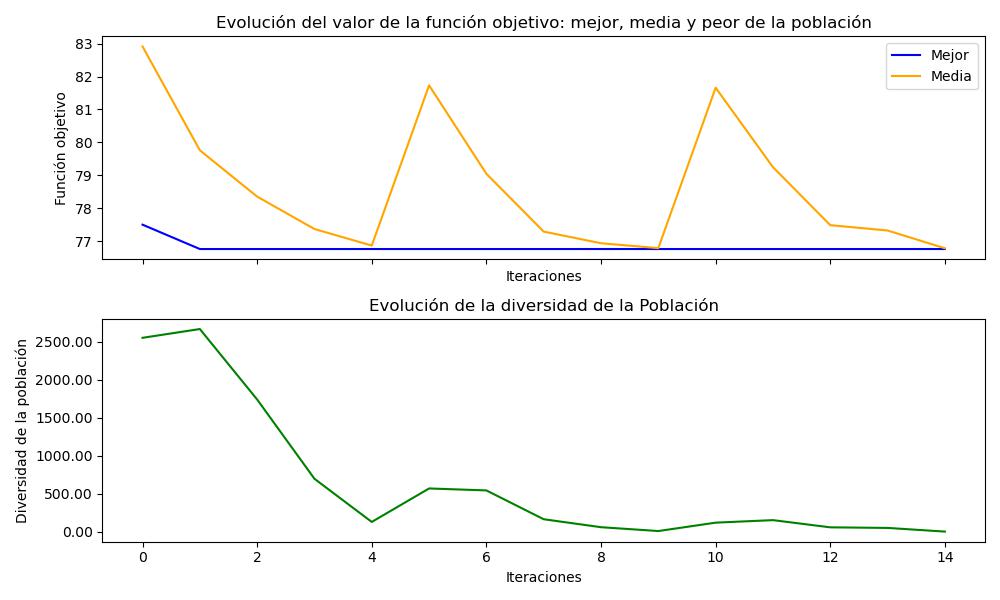 Evolución del valor de la función objetivo: mejor, media y peor de la población
83
82
81
80
79
78
77
Función objetivo
Mejor
Media
Iteraciones
Evolución de la diversidad de la Población
2500.00
2000.00
1500.00
1000.00
500.00
0.00
Diversidad de la población
0 2 4 6 8 10 12 14
Iteraciones